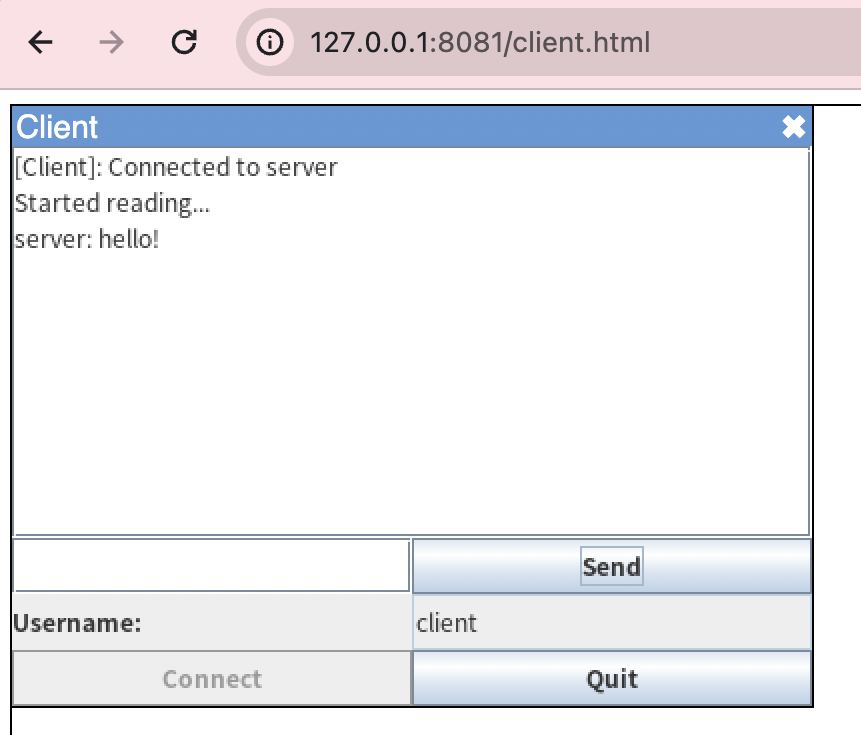 127.0.0.1:8081/client.html
Client
[Client]: Connected to server
Started reading...
server: hello!
Send
Username: client
Connect Quit